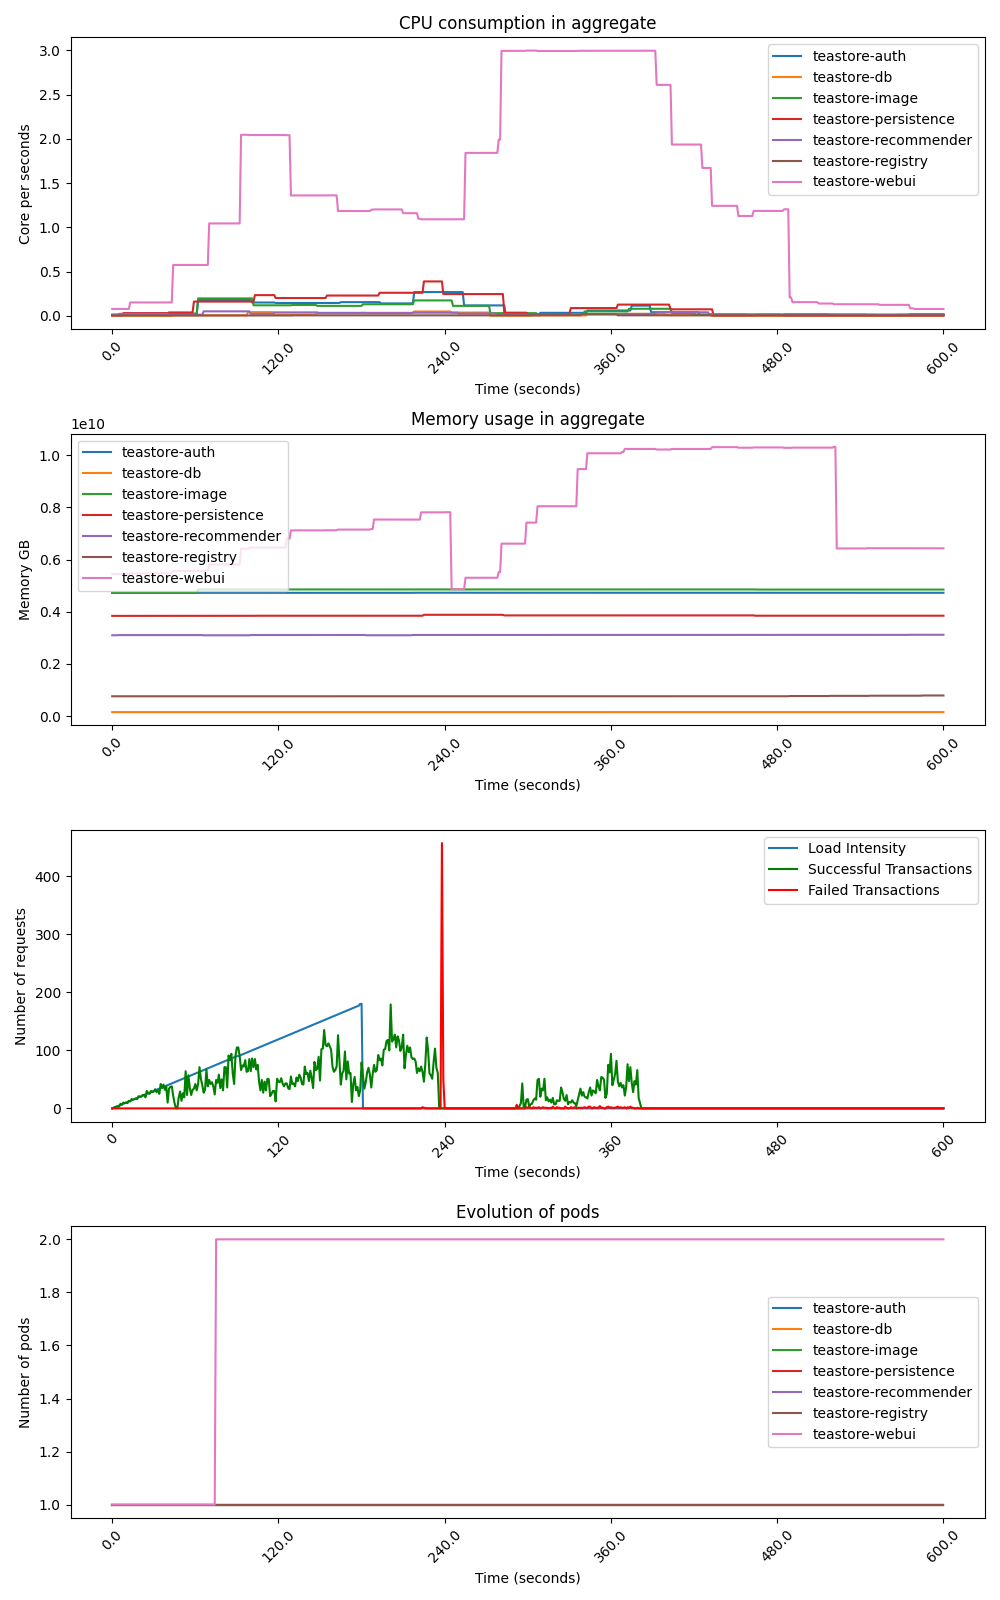 CPU consumption in aggregate
3.0
2.5
2.0
1.5
1.0
0.5
0.0
Core per seconds
teastore-auth
teastore-db
teastore-image
teastore-persistence
teastore-recommender
teastore-registry
teastore-webui
0.0
120.0
240.0
360.0
480.0
600.0
Time (seconds)
Memory usage in aggregate
1e10
1.0
0.8
0.6
0.4
0.2
0.0
Memory GB
teastore-auth
teastore-db
teastore-image
teastore-persistence
teastore-recommender
teastore-registry
teastore-webui
0.0
120.0
240.0
360.0
480.0
600.0
Time (seconds)
400
300
200
100
0
Number of requests
Load Intensity
Successful Transactions
Failed Transactions
0
120
240
360
480
600
Time (seconds)
Evolution of pods
2.0
1.8
1.6
1.4
1.2
1.0
Number of pods
teastore-auth
teastore-db
teastore-image
teastore-persistence
teastore-recommender
teastore-registry
teastore-webui
0.0
120.0
240.0
360.0
480.0
600.0
Time (seconds)